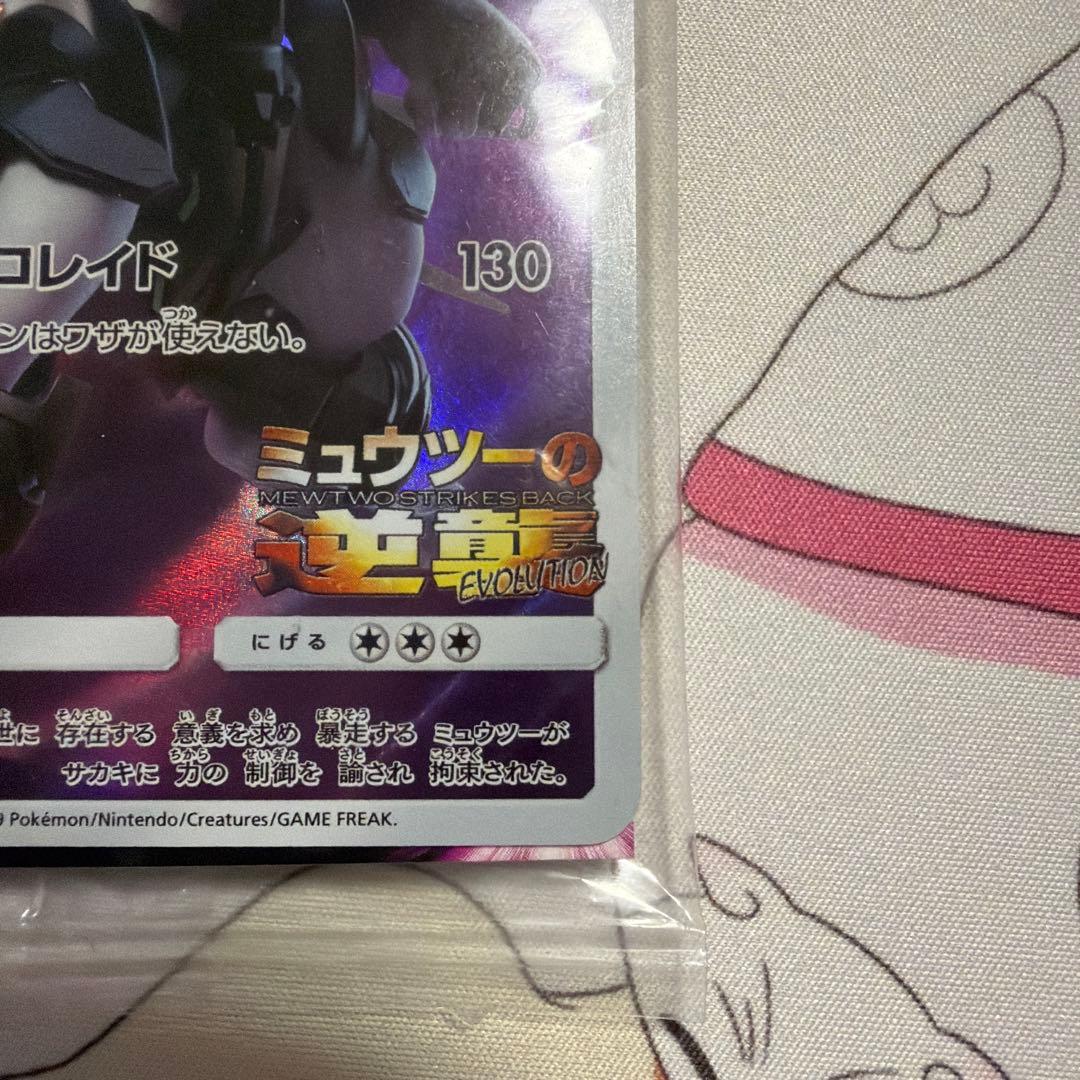 コレイド 130
ンはワザが使えない。
ミュウツーの
MEWTWO STRIKES BACK
逆襲
EVOLUTION
にげる
世に 存在する 意義を求め 暴走する ミュウツーが
サカキに 力の 制御を 諭され 拘束された。
9 Pokémon/Nintendo/Creatures/GAME FREAK.